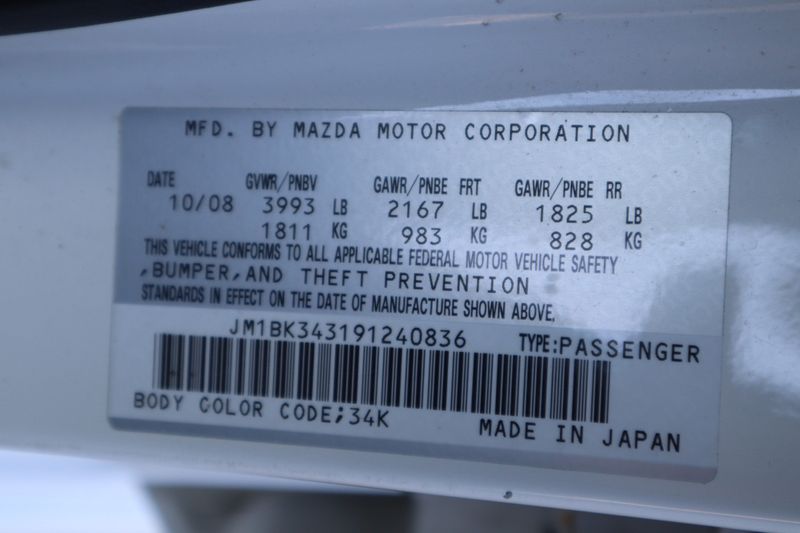 MFD. BY MAZDA MOTOR CORPORATION
DATE GVWR/PNBV GAWR/PNBE FRT GAWR/PNBE RR
10/08 3993 LB 2167 LB 1825 LB
1811 KG 983 KG 828 KG
THIS VEHICLE CONFORMS TO ALL APPLICABLE FEDERAL MOTOR VEHICLE SAFETY
,BUMPER,AND THEFT PREVENTION
STANDARDS IN EFFECT ON THE DATE OF MANUFACTURE SHOWN ABOVE.
JM1BK343191240836 TYPE:PASSENGER
BODY COLOR CODE;34K MADE IN JAPAN